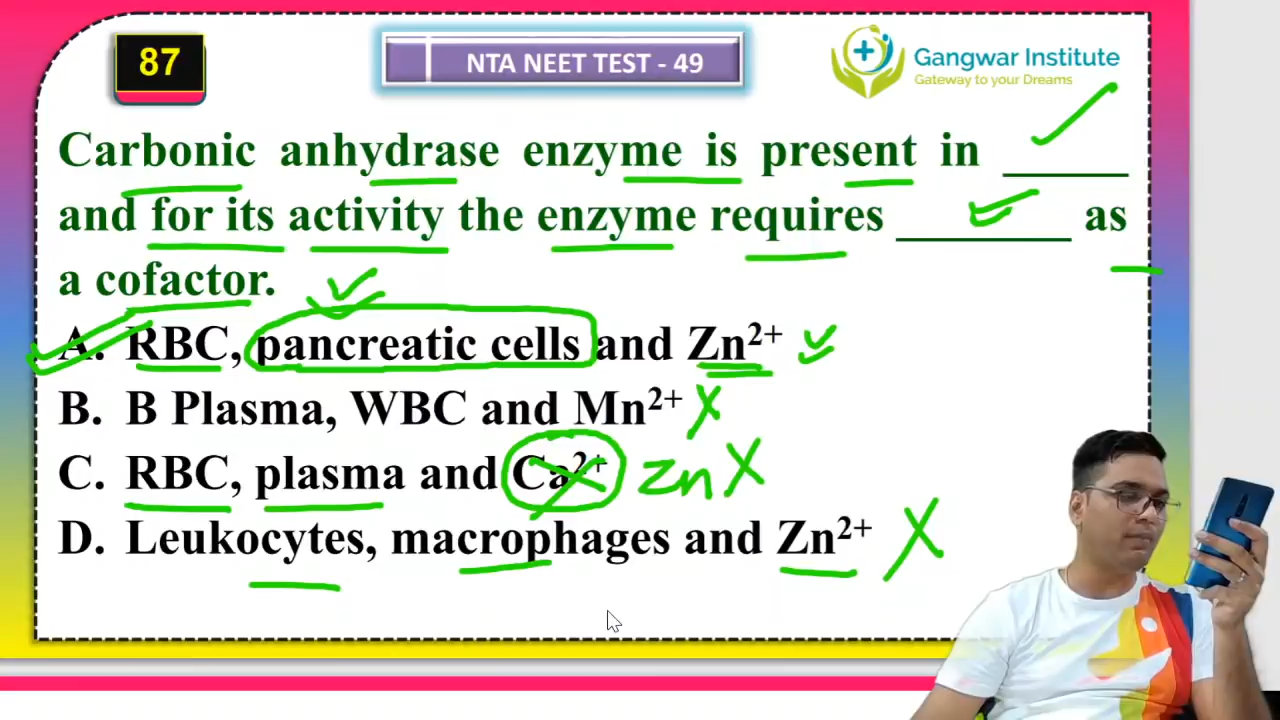 87
NTA NEET TEST - 49
Gangwar Institute
Gateway to your Dreams
Carbonic anhydrase enzyme is present in _____
and for its activity the enzyme requires _______ as
a cofactor.
A. RBC, pancreatic cells and Zn²⁺
B. B Plasma, WBC and Mn²⁺ X
C. RBC, plasma and Ca²⁺ zn X
D. Leukocytes, macrophages and Zn²⁺ X